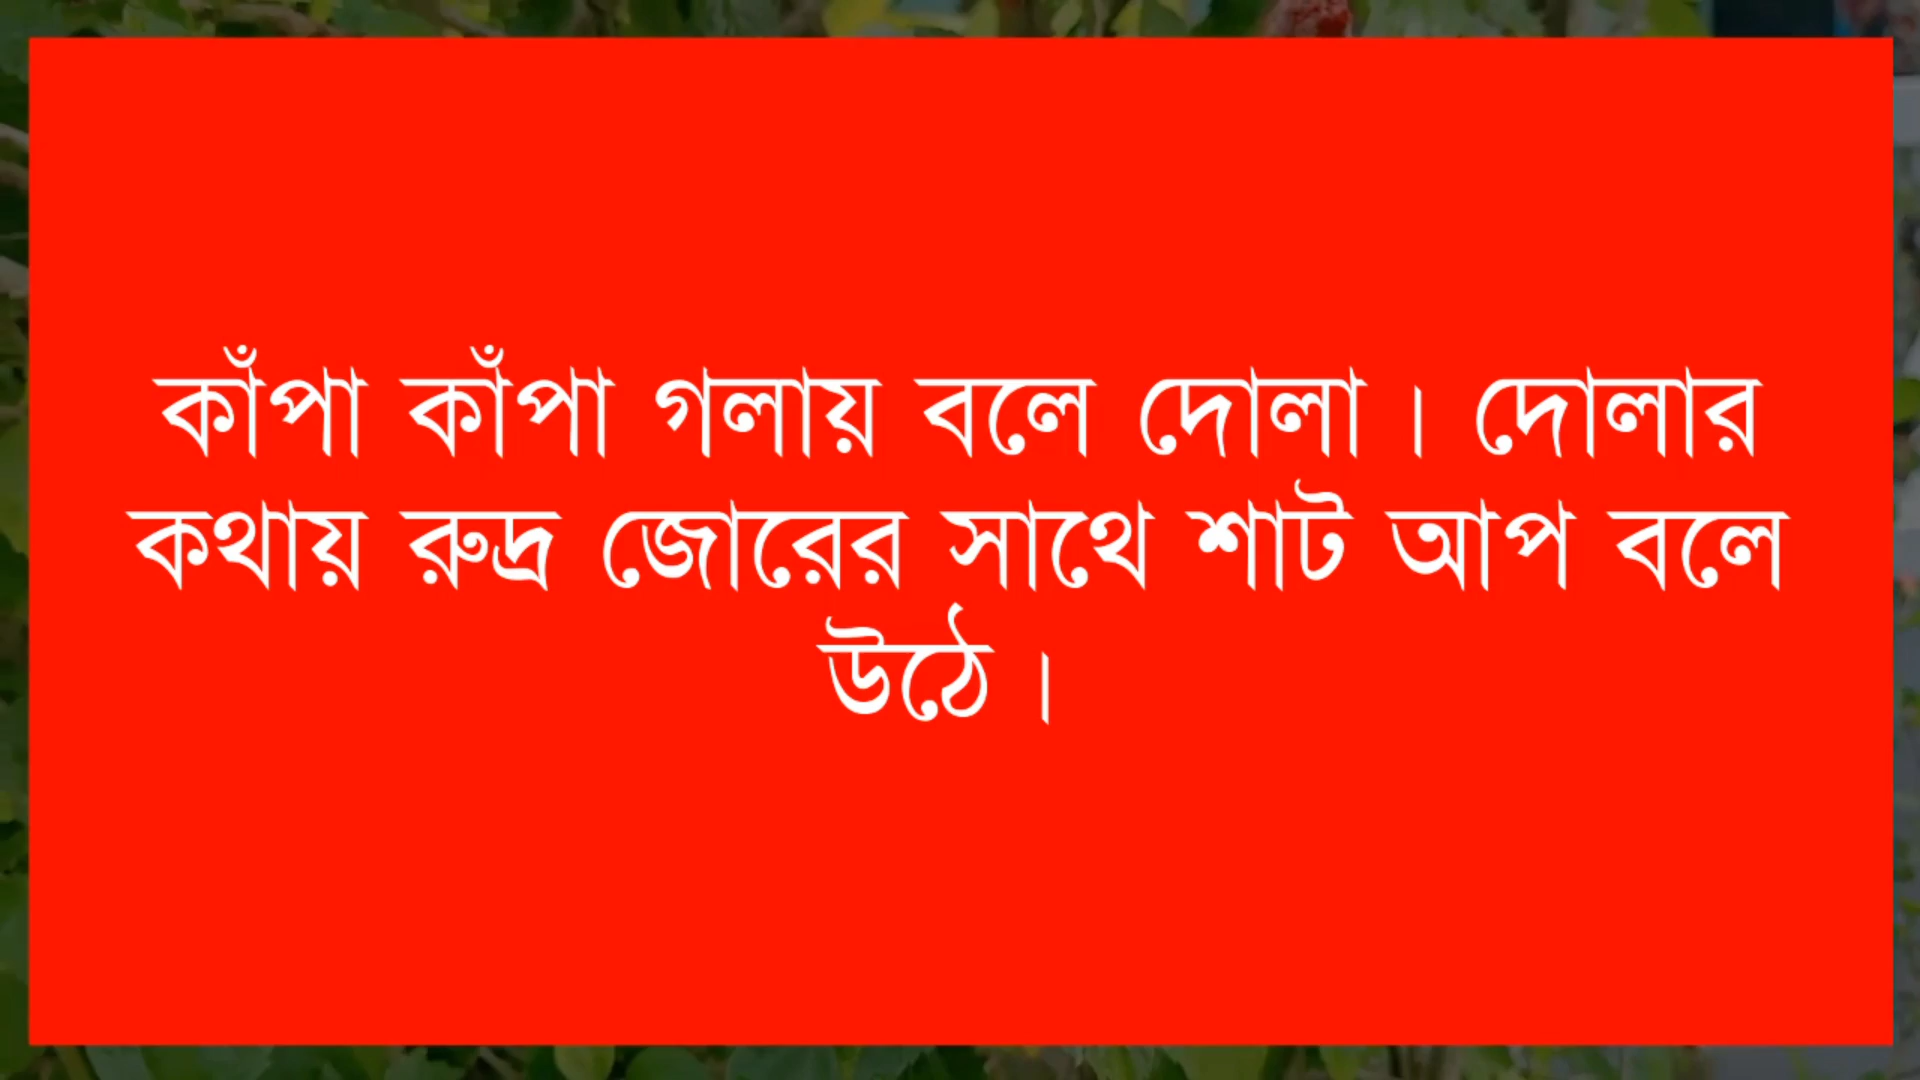 কাঁপা কাঁপা গলায় বলে দোলা। দোলার
কথায় রুদ্র জোরের সাথে শাট আপ বলে
উঠে।